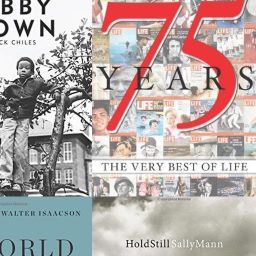 BBY
OWN
CK CHILES
75
YEARS
THE VERY BEST OF LIFE
WALTER ISAACSON
ORLD
HoldStill SallyMann